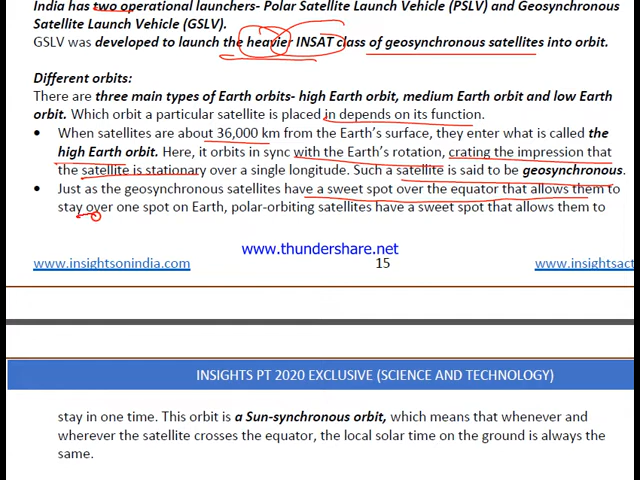 India has two operational launchers- Polar Satellite Launch Vehicle (PSLV) and Geosynchronous
Satellite Launch Vehicle (GSLV).
GSLV was developed to launch the heavier INSAT class of geosynchronous satellites into orbit.
Different orbits:
There are three main types of Earth orbits- high Earth orbit, medium Earth orbit and low Earth
orbit. Which orbit a particular satellite is placed in depends on its function.
• When satellites are about 36,000 km from the Earth's surface, they enter what is called the
high Earth orbit. Here, it orbits in sync with the Earth's rotation, crating the impression that
the satellite is stationary over a single longitude. Such a satellite is said to be geosynchronous.
• Just as the geosynchronous satellites have a sweet spot over the equator that allows them to
stay over one spot on Earth, polar-orbiting satellites have a sweet spot that allows them to
www.thundershare.net
www.insightsonindia.com 15 www.insightsact
INSIGHTS PT 2020 EXCLUSIVE (SCIENCE AND TECHNOLOGY)
stay in one time. This orbit is a Sun-synchronous orbit, which means that whenever and
wherever the satellite crosses the equator, the local solar time on the ground is always the
same.